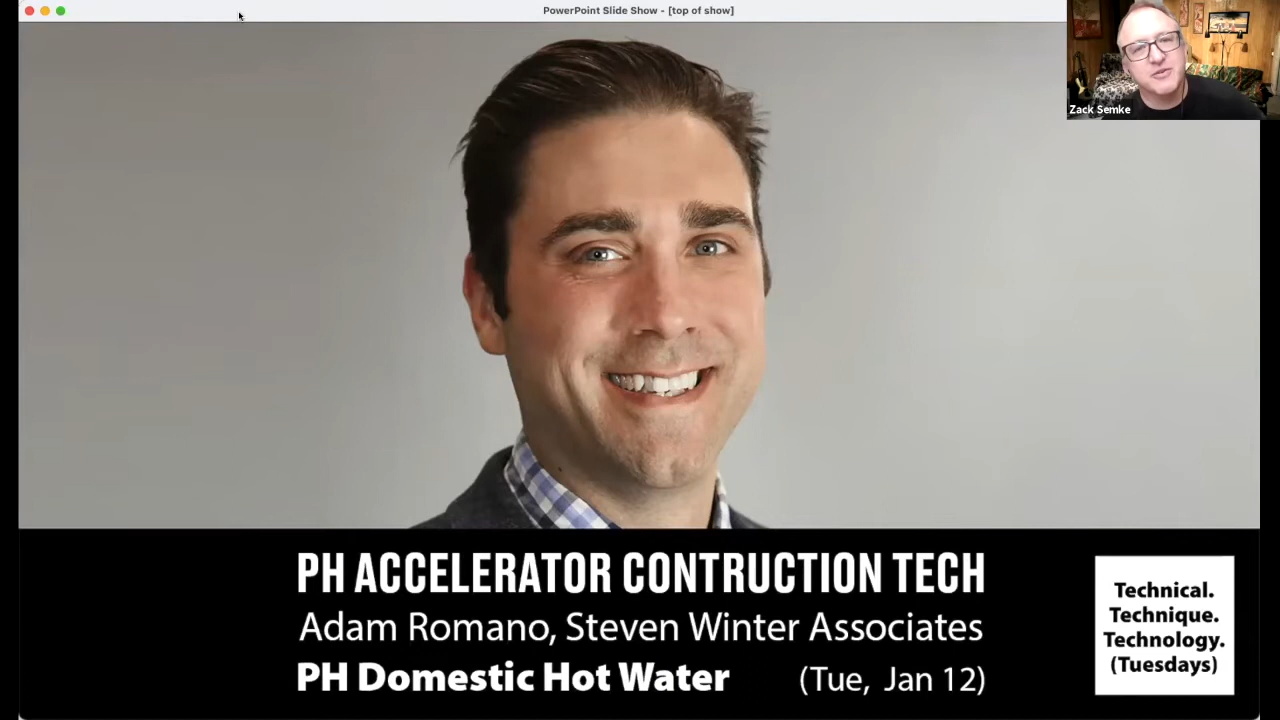 PowerPoint Slide Show - [top of show]
Zack Semke
PH ACCELERATOR CONTRUCTION TECH
Adam Romano, Steven Winter Associates
PH Domestic Hot Water (Tue, Jan 12)
Technical.
Technique.
Technology.
(Tuesdays)